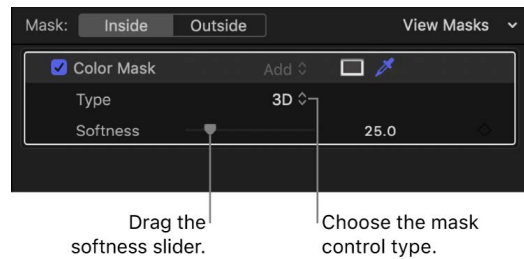 Mask: Inside Outside View Masks
Color Mask Add
Type 3D
Softness 25.0
Drag the softness slider.
Choose the mask control type.